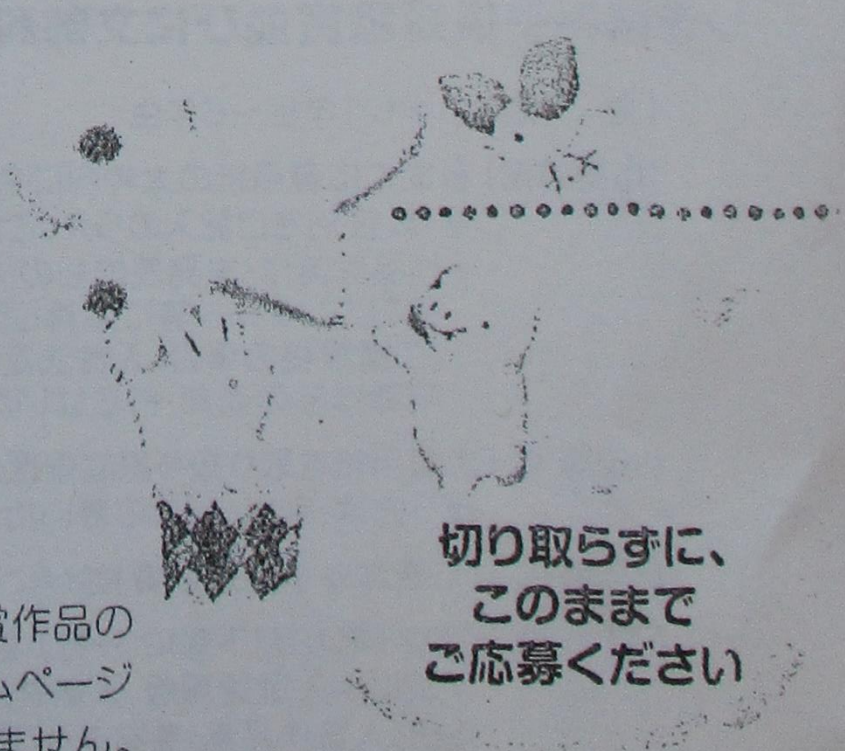 切り取らずに、
このままで
ご応募ください
賞作品の
ムページ
ません。